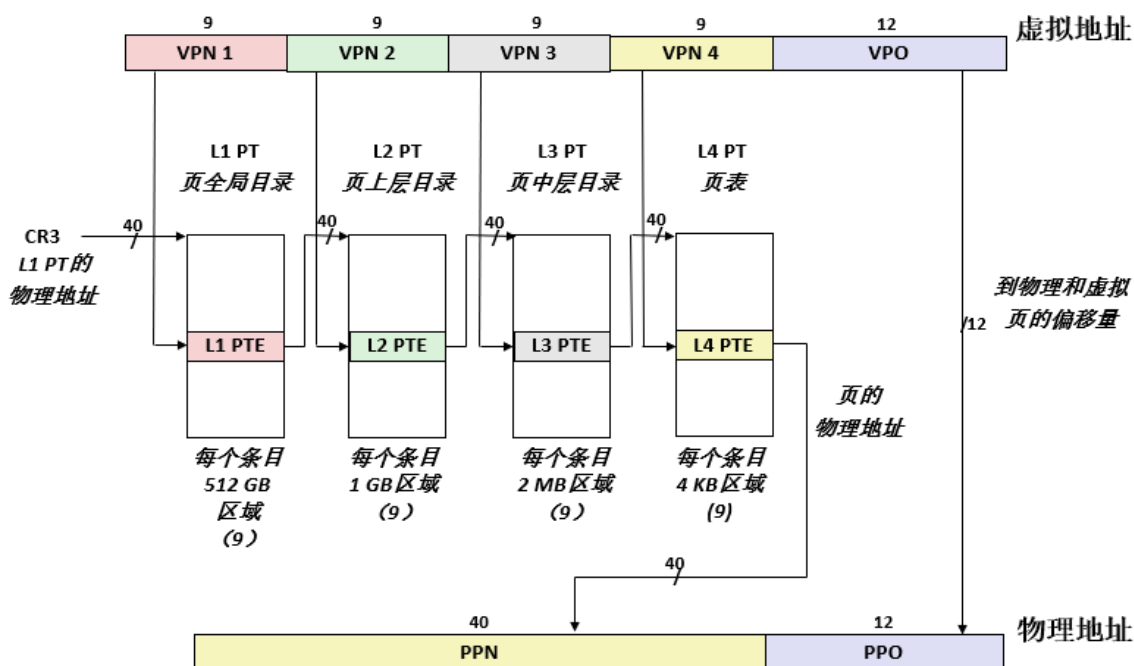 9 9 9 9 12 虚拟地址
VPN 1 VPN 2 VPN 3 VPN 4 VPO
L1 PT
页全局目录
L2 PT
页上层目录
L3 PT
页中层目录
L4 PT
页表
CR3
L1 PT的
物理地址
40
40
40
40
L1 PTE
L2 PTE
L3 PTE
L4 PTE
到物理和虚拟
页的偏移量
/12
页的
物理地址
每个条目
512 GB
区域
（9）
每个条目
1 GB区域
（9）
每个条目
2 MB区域
（9）
每个条目
4 KB区域
(9)
40
40 12 物理地址
PPN PPO